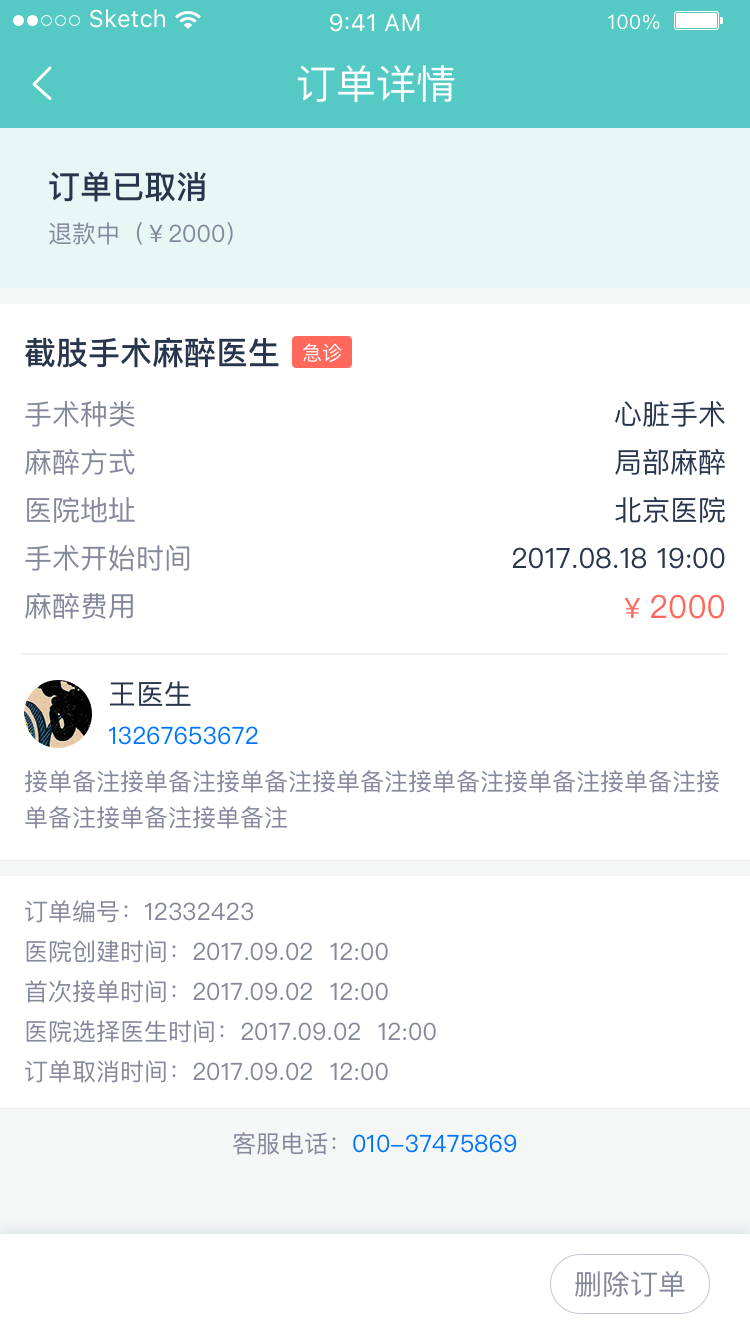 Sketch 9:41 AM 100%
订单详情
订单已取消
退款中（¥2000）
截肢手术麻醉医生 急诊
手术种类 心脏手术
麻醉方式 局部麻醉
医院地址 北京医院
手术开始时间 2017.08.18 19:00
麻醉费用 ¥ 2000
王医生
13267653672
接单备注接单备注接单备注接单备注接单备注接单备注接单备注接
单备注接单备注接单备注
订单编号：12332423
医院创建时间：2017.09.02 12:00
首次接单时间：2017.09.02 12:00
医院选择医生时间：2017.09.02 12:00
订单取消时间：2017.09.02 12:00
客服电话：010-37475869
删除订单